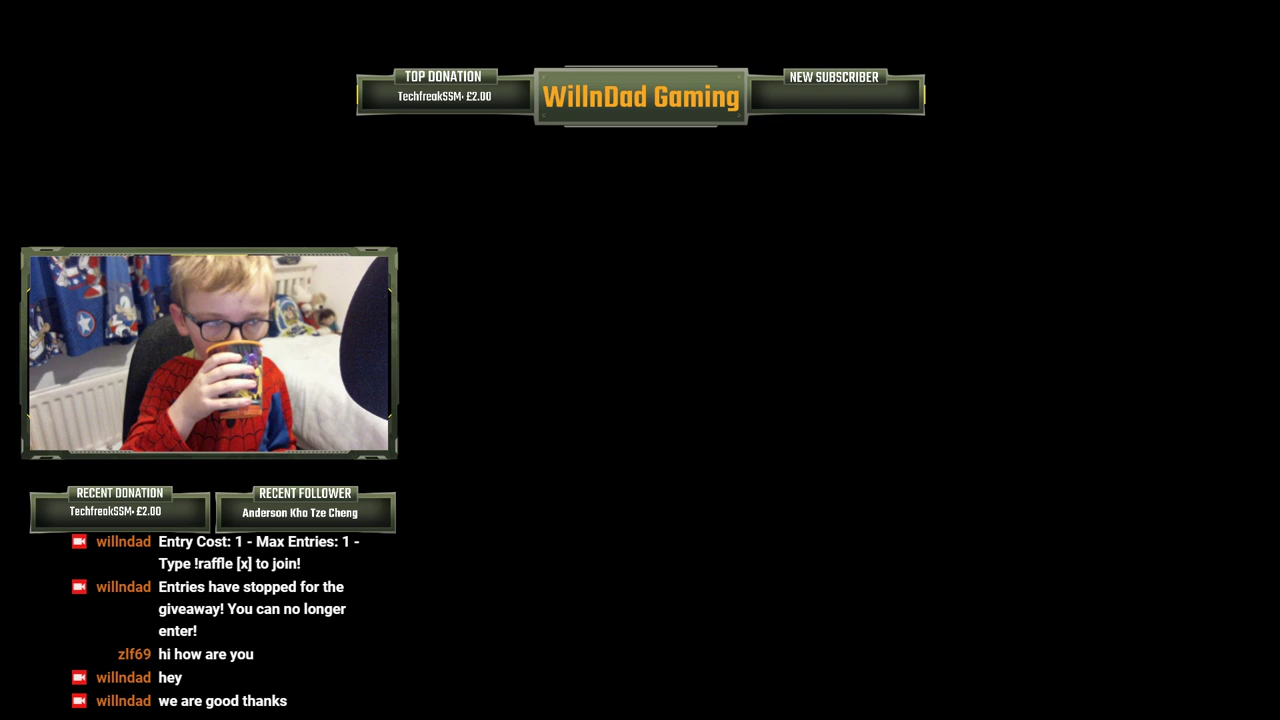 TOP DONATION
TechfreakSSM· £2.00
WillnDad Gaming
NEW SUBSCRIBER
RECENT DONATION
TechfreakSSM· £2.00
RECENT FOLLOWER
Anderson Kho Tze Cheng
willndad Entry Cost: 1 - Max Entries: 1 -
Type !raffle [x] to join!
willndad Entries have stopped for the
giveaway! You can no longer
enter!
zlf69 hi how are you
willndad hey
willndad we are good thanks